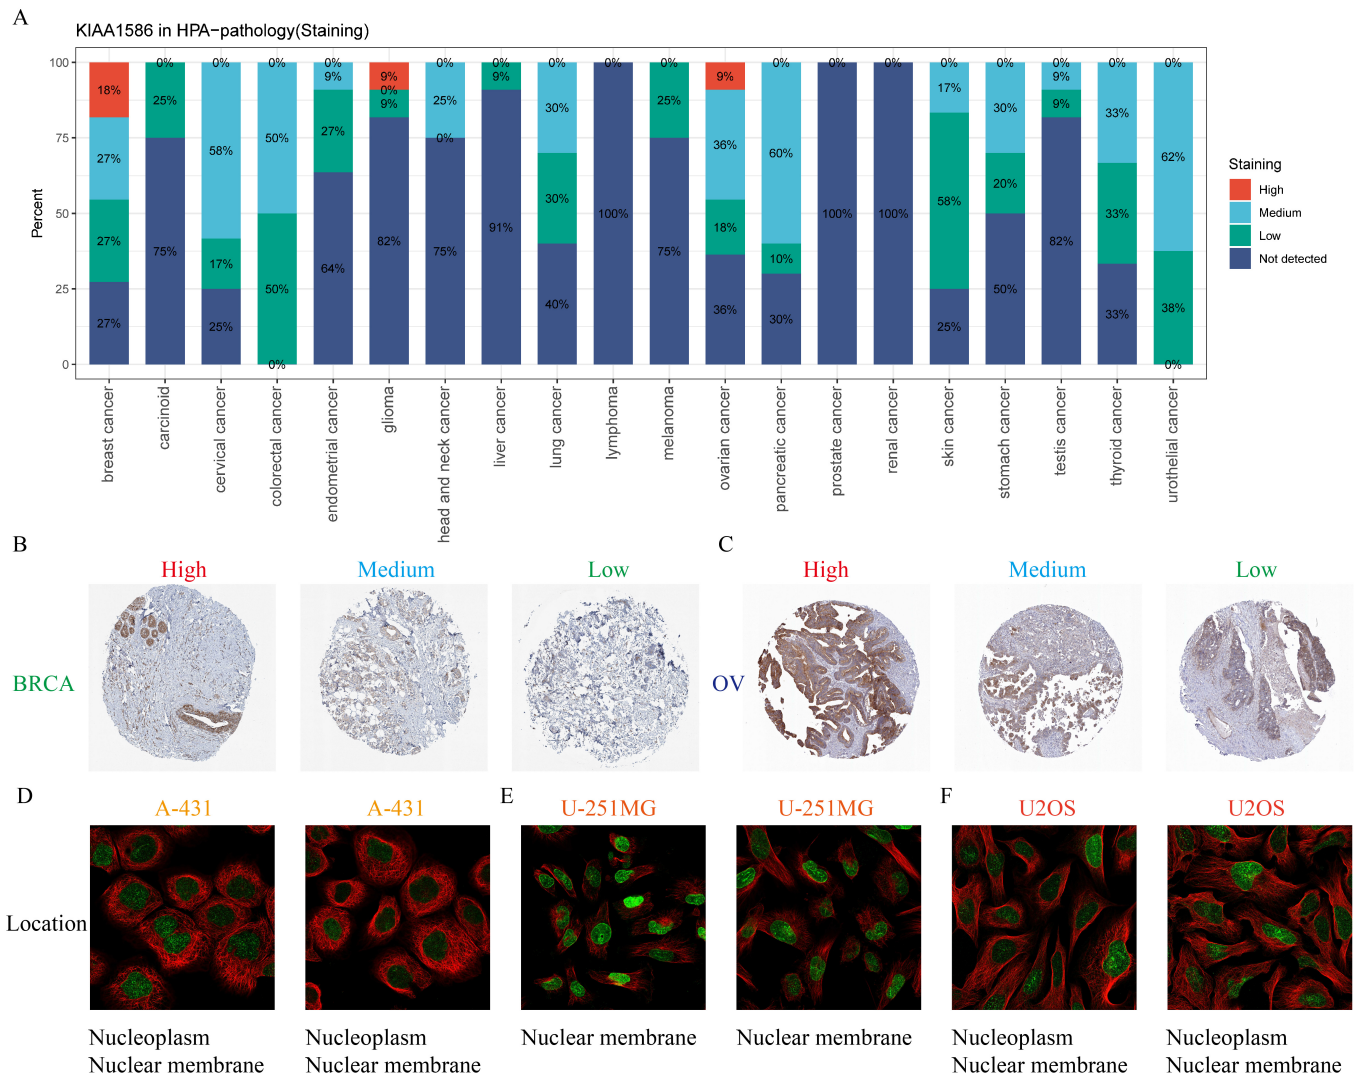 A
KIAA1586 in HPA−pathology(Staining)
Percent
100
75
50
25
0
18%
27%
27%
27%
0%
25%
75%
0%
58%
17%
25%
0%
50%
50%
0%
0%
9%
27%
64%
9%
0%
9%
82%
0%
25%
0%
75%
0%
9%
91%
0%
30%
30%
40%
0%
100%
0%
25%
75%
9%
36%
18%
36%
0%
60%
10%
30%
0%
100%
0%
100%
0%
17%
58%
25%
0%
30%
20%
50%
0%
9%
9%
82%
0%
33%
33%
33%
0%
62%
38%
0%
breast cancer
carcinoid
cervical cancer
colorectal cancer
endometrial cancer
glioma
head and neck cancer
liver cancer
lung cancer
lymphoma
melanoma
ovarian cancer
pancreatic cancer
prostate cancer
renal cancer
skin cancer
stomach cancer
testis cancer
thyroid cancer
urothelial cancer
Staining
High
Medium
Low
Not detected
B
High Medium Low
BRCA
C
High Medium Low
OV
D
A-431 A-431
E
U-251MG U-251MG
F
U2OS U2OS
Location
Nucleoplasm
Nuclear membrane
Nucleoplasm
Nuclear membrane
Nuclear membrane
Nuclear membrane
Nucleoplasm
Nuclear membrane
Nucleoplasm
Nuclear membrane